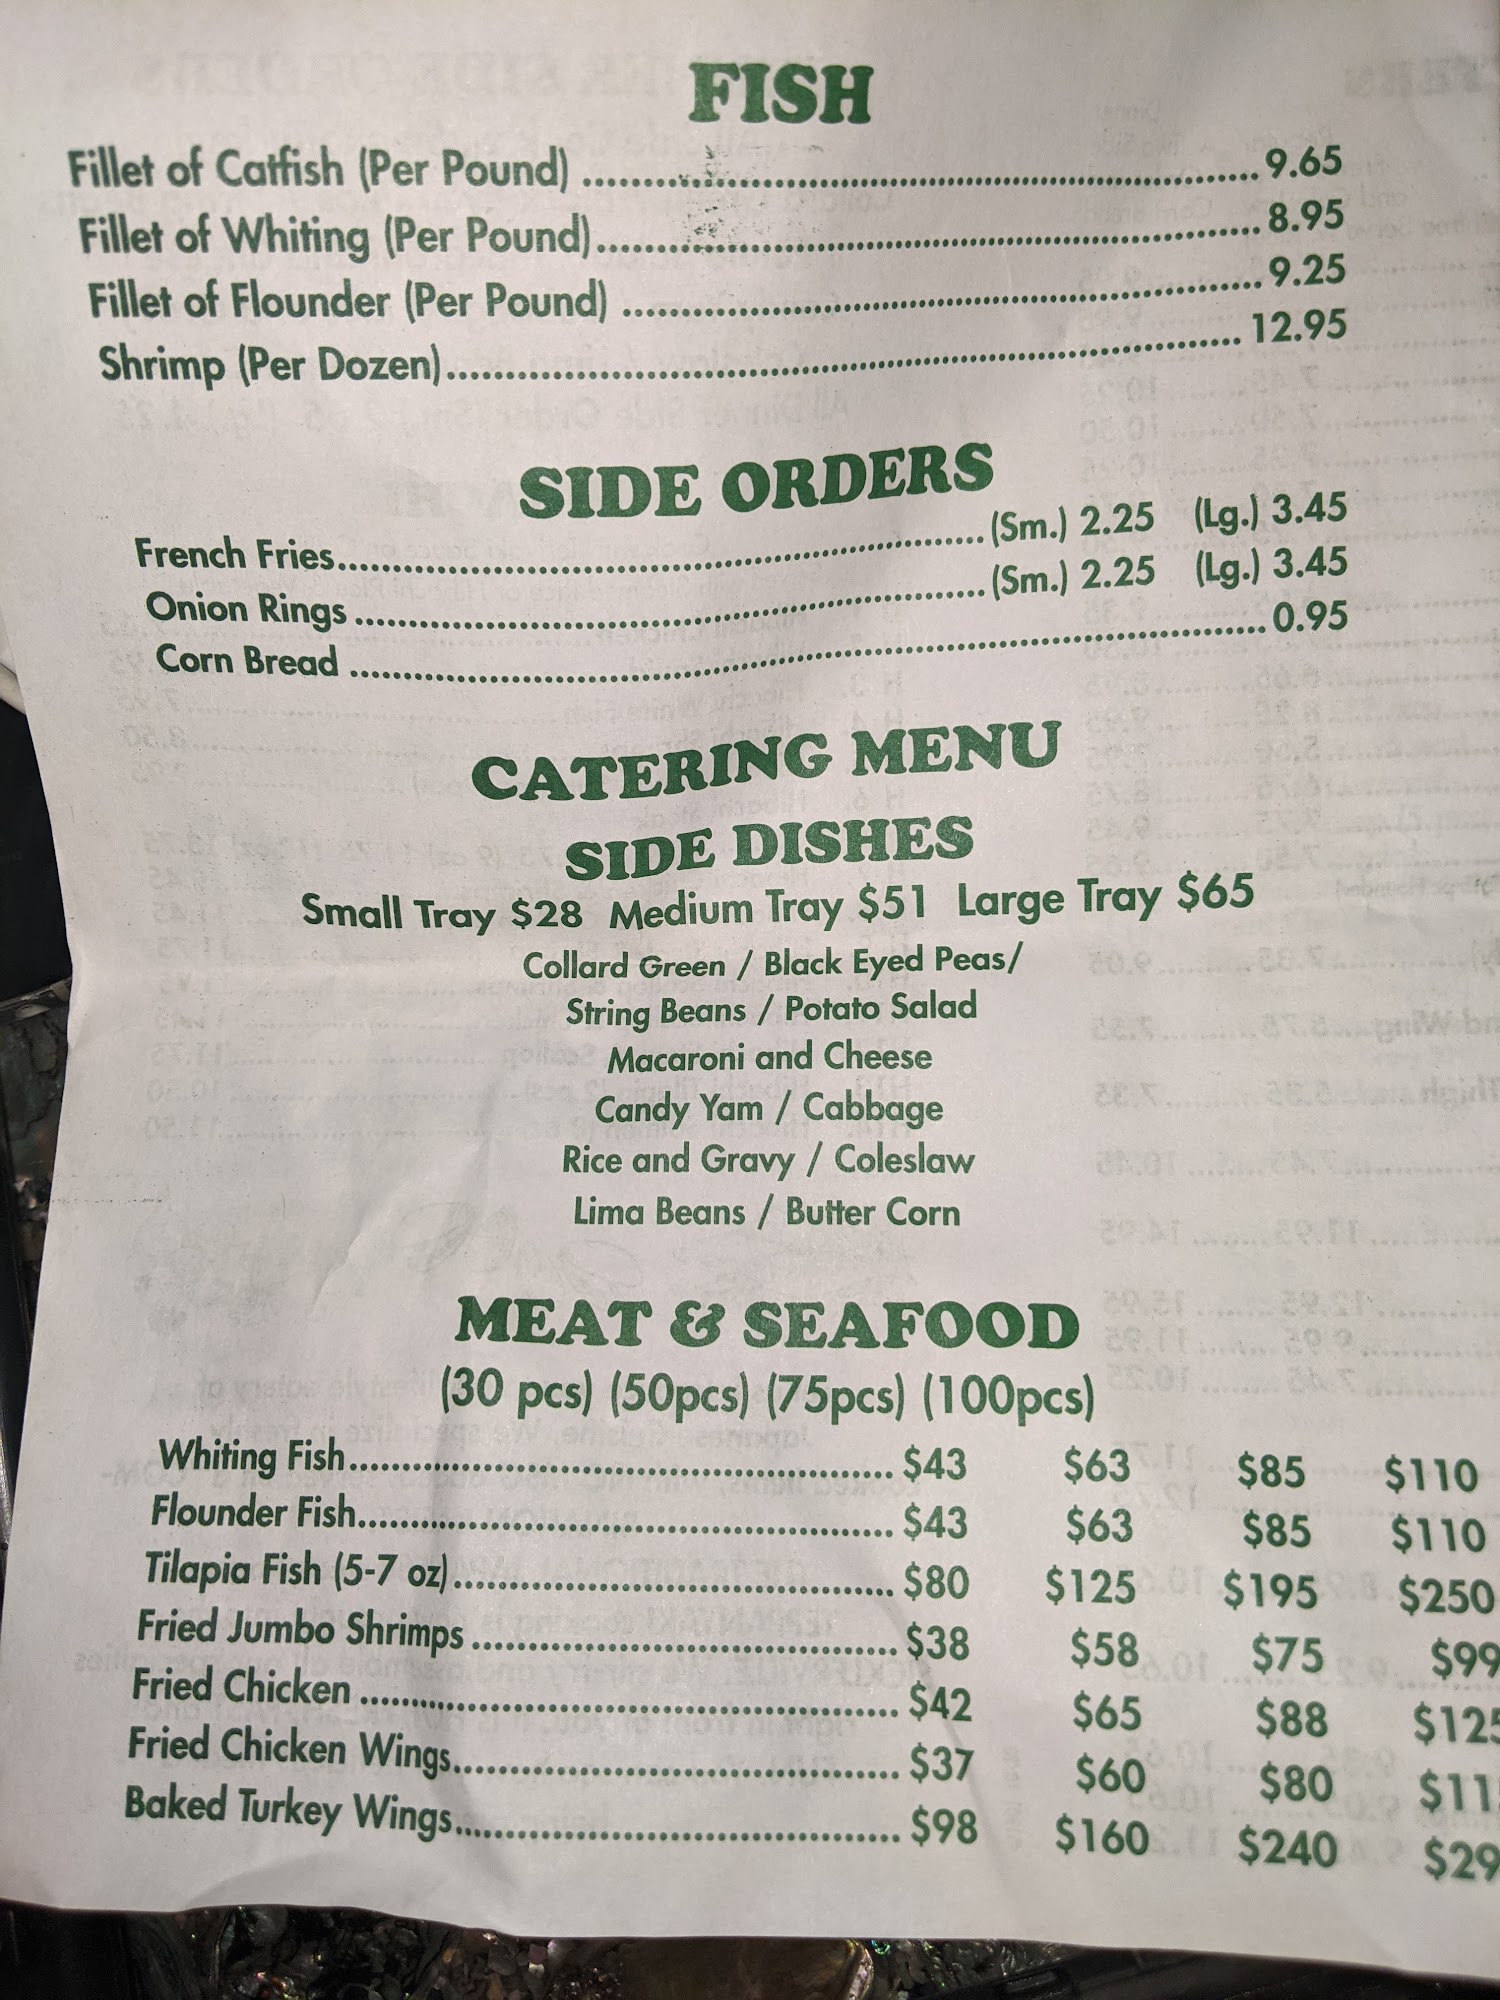 FISH
Fillet of Catfish (Per Pound) ........ 9.65
Fillet of Whiting (Per Pound) ........ 8.95
Fillet of Flounder (Per Pound) ........ 9.25
Shrimp (Per Dozen) ........ 12.95
SIDE ORDERS
French Fries ........ (Sm.) 2.25 (Lg.) 3.45
Onion Rings ........ (Sm.) 2.25 (Lg.) 3.45
Corn Bread ........ 0.95
CATERING MENU
SIDE DISHES
Small Tray $28 Medium Tray $51 Large Tray $65
Collard Green / Black Eyed Peas/
String Beans / Potato Salad
Macaroni and Cheese
Candy Yam / Cabbage
Rice and Gravy / Coleslaw
Lima Beans / Butter Corn
MEAT & SEAFOOD
(30 pcs) (50pcs) (75pcs) (100pcs)
Whiting Fish ........ $43 $63 $85 $110
Flounder Fish ........ $43 $63 $85 $110
Tilapia Fish (5-7 oz) ........ $80 $125 $195 $250
Fried Jumbo Shrimps ........ $38 $58 $75 $99
Fried Chicken ........ $42 $65 $88 $125
Fried Chicken Wings ........ $37 $60 $80
Baked Turkey Wings ........ $98 $160 $240